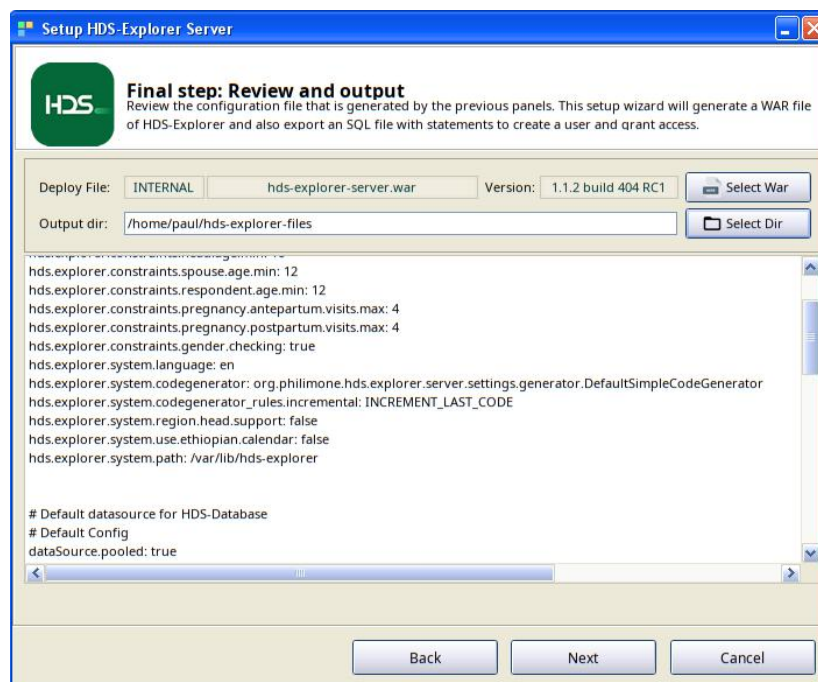 Setup HDS-Explorer Server
HDS
Final step: Review and output
Review the configuration file that is generated by the previous panels. This setup wizard will generate a WAR file
of HDS-Explorer and also export an SQL file with statements to create a user and grant access.
Deploy File: INTERNAL hds-explorer-server.war Version: 1.1.2 build 404 RC1 Select War
Output dir: /home/paul/hds-explorer-files Select Dir
hds.explorer.constraints.spouse.age.min: 12
hds.explorer.constraints.respondent.age.min: 12
hds.explorer.constraints.pregnancy.antepartum.visits.max: 4
hds.explorer.constraints.pregnancy.postpartum.visits.max: 4
hds.explorer.constraints.gender.checking: true
hds.explorer.system.language: en
hds.explorer.system.codegenerator: org.philimone.hds.explorer.server.settings.generator.DefaultSimpleCodeGenerator
hds.explorer.system.codegenerator_rules.incremental: INCREMENT_LAST_CODE
hds.explorer.system.region.head.support: false
hds.explorer.system.use.ethiopian.calendar: false
hds.explorer.system.path: /var/lib/hds-explorer
# Default datasource for HDS-Database
# Default Config
dataSource.pooled: true
Back Next Cancel